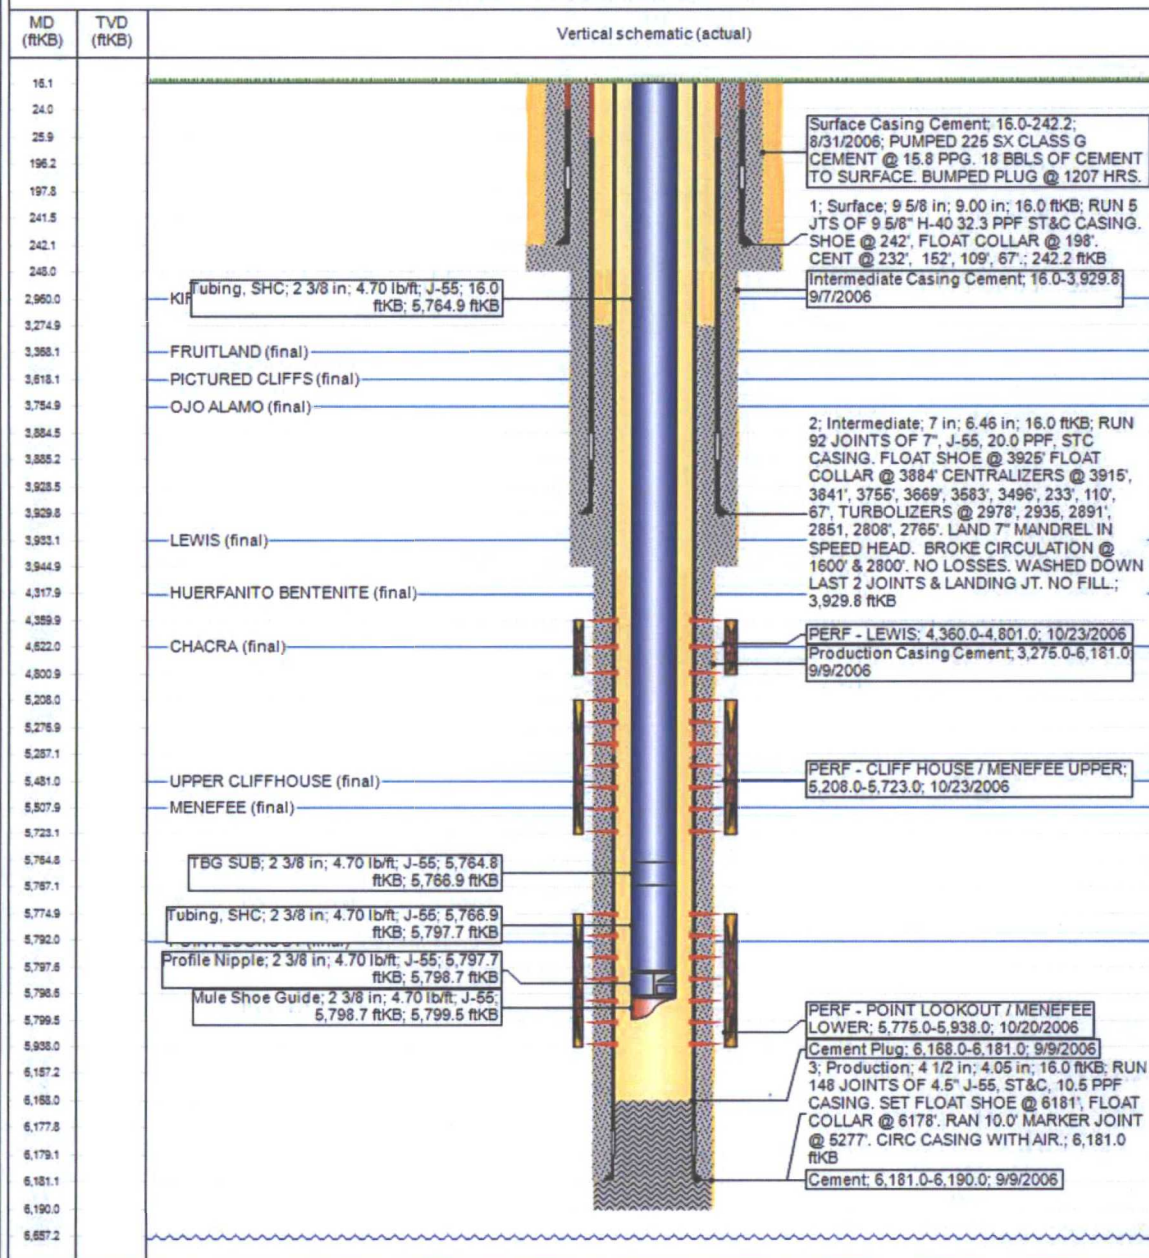 MD
(ftKB)
TVD
(ftKB)
Vertical schematic (actual)
16.1
24.0
25.9
196.2
197.8
241.5
242.1
248.0
2,960.0
3,274.9
3,368.1
3,618.1
3,754.9
3,884.5
3,885.2
3,928.5
3,929.8
3,933.1
3,944.9
4,317.9
4,359.9
4,522.0
4,800.9
5,208.0
5,276.9
5,287.1
5,481.0
5,507.9
5,723.1
5,764.8
5,767.1
5,774.9
5,792.0
5,797.6
5,798.5
5,799.5
5,938.0
6,157.2
6,168.0
6,177.8
6,179.1
6,181.1
6,190.0
6,657.2
Tubing, SHC; 2 3/8 in; 4.70 lb/ft; J-55; 16.0
ftKB; 5,764.9 ftKB
FRUITLAND (final)
PICTURED CLIFFS (final)
OJO ALAMO (final)
LEWIS (final)
HUERFANITO BENTENITE (final)
CHACRA (final)
UPPER CLIFFHOUSE (final)
MENEFEE (final)
TBG SUB; 2 3/8 in; 4.70 lb/ft; J-55; 5,764.8
ftKB; 5,766.9 ftKB
Tubing, SHC; 2 3/8 in; 4.70 lb/ft; J-55; 5,766.9
ftKB; 5,797.7 ftKB
Profile Nipple; 2 3/8 in; 4.70 lb/ft; J-55; 5,797.7
ftKB; 5,798.7 ftKB
Mule Shoe Guide; 2 3/8 in; 4.70 lb/ft; J-55;
5,798.7 ftKB; 5,799.5 ftKB
Surface Casing Cement; 16.0-242.2;
8/31/2006; PUMPED 225 SX CLASS G
CEMENT @ 15.8 PPG. 18 BBLS OF CEMENT
TO SURFACE. BUMPED PLUG @ 1207 HRS.
1; Surface; 9 5/8 in; 9.00 in; 16.0 ftKB; RUN 5
JTS OF 9 5/8" H-40 32.3 PPF ST&C CASING.
SHOE @ 242', FLOAT COLLAR @ 198'.
CENT @ 232', 152', 109', 67'.; 242.2 ftKB
Intermediate Casing Cement; 16.0-3,929.8;
9/7/2006
2; Intermediate; 7 in; 6.46 in; 16.0 ftKB; RUN
92 JOINTS OF 7", J-55, 20.0 PPF, STC
CASING. FLOAT SHOE @ 3925' FLOAT
COLLAR @ 3884' CENTRALIZERS @ 3915',
3841', 3755', 3669', 3583', 3496', 233', 110',
67', TURBOLIZERS @ 2978', 2935, 2891',
2851, 2808', 2765'. LAND 7" MANDREL IN
SPEED HEAD. BROKE CIRCULATION @
1600' & 2800'. NO LOSSES. WASHED DOWN
LAST 2 JOINTS & LANDING JT. NO FILL.;
3,929.8 ftKB
PERF - LEWIS; 4,360.0-4,801.0; 10/23/2006
Production Casing Cement; 3,275.0-6,181.0;
9/9/2006
PERF - CLIFF HOUSE / MENEFEE UPPER;
5,208.0-5,723.0; 10/23/2006
PERF - POINT LOOKOUT / MENEFEE
LOWER; 5,775.0-5,938.0; 10/20/2006
Cement Plug; 6,168.0-6,181.0; 9/9/2006
3; Production; 4 1/2 in; 4.05 in; 16.0 ftKB; RUN
148 JOINTS OF 4.5" J-55, ST&C, 10.5 PPF
CASING. SET FLOAT SHOE @ 6181', FLOAT
COLLAR @ 6178'. RAN 10.0' MARKER JOINT
@ 5277'. CIRC CASING WITH AIR.; 6,181.0
ftKB
Cement; 6,181.0-6,190.0; 9/9/2006